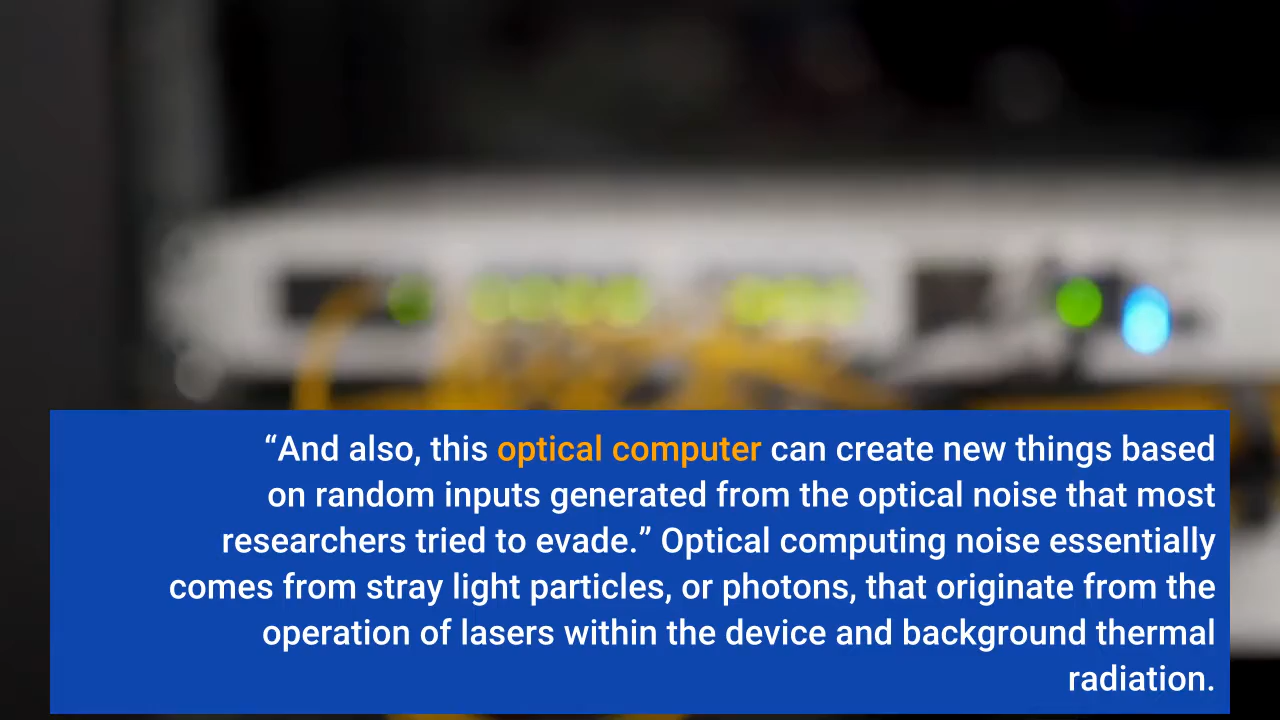 “And also, this optical computer can create new things based
on random inputs generated from the optical noise that most
researchers tried to evade.” Optical computing noise essentially
comes from stray light particles, or photons, that originate from the
operation of lasers within the device and background thermal
radiation.